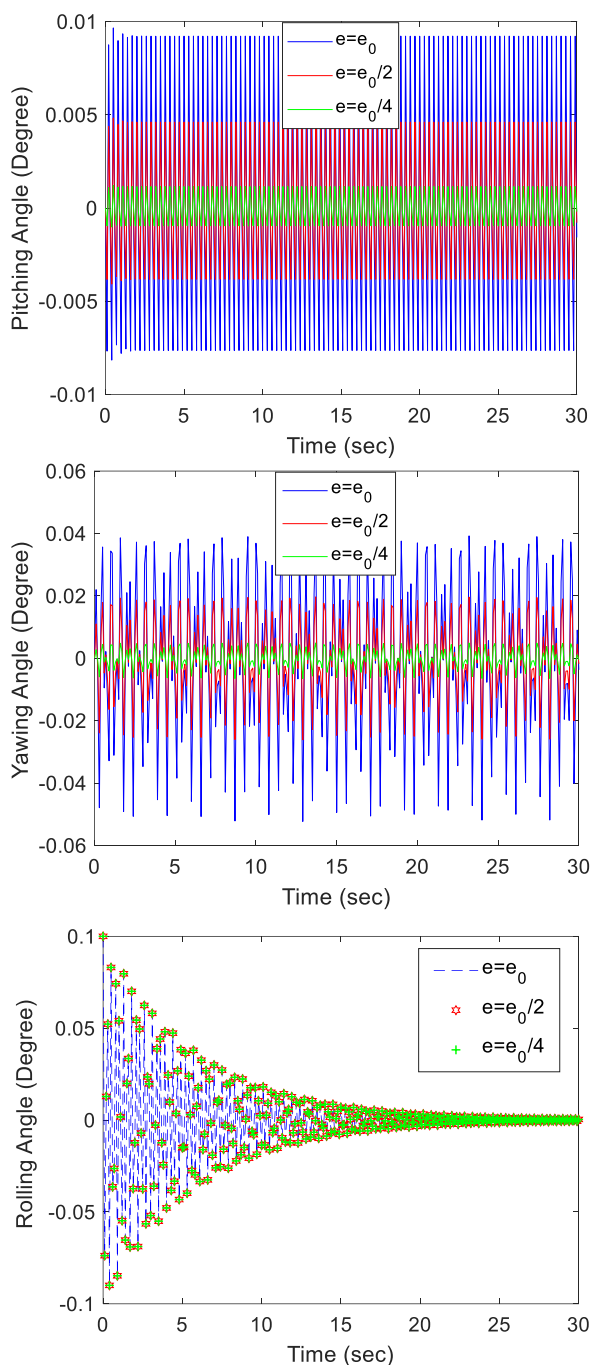 0.01
0.005
0
-0.005
-0.01
Pitching Angle (Degree)
e=e0
e=e0/2
e=e0/4
0 5 10 15 20 25 30
Time (sec)
0.06
0.04
0.02
0
-0.02
-0.04
-0.06
Yawing Angle (Degree)
e=e0
e=e0/2
e=e0/4
0 5 10 15 20 25 30
Time (sec)
0.1
0.05
0
-0.05
-0.1
Rolling Angle (Degree)
e=e0
e=e0/2
e=e0/4
0 5 10 15 20 25 30
Time (sec)